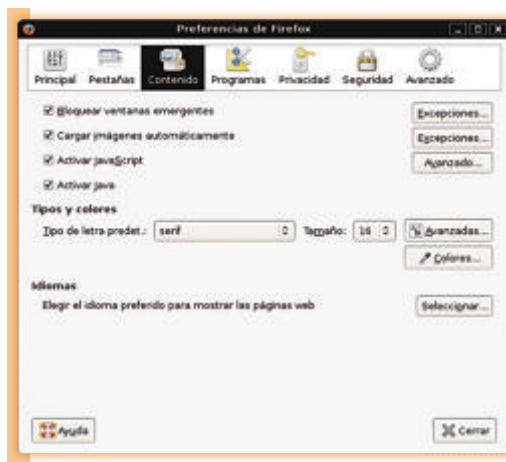 Preferencias de Firefox
Principal Pestañas Contenido Programas Privacidad Seguridad Avanzado
Bloquear ventanas emergentes Excepciones...
Cargar imágenes automáticamente Excepciones...
Activar JavaScript Avanzado...
Activar Java
Tipos y colores
Tipo de letra predet.: serif Tamaño: 16 Avanzadas...
Colores...
Idiomas
Elegir el idioma preferido para mostrar las páginas web Seleccionar...
Ayuda Cerrar